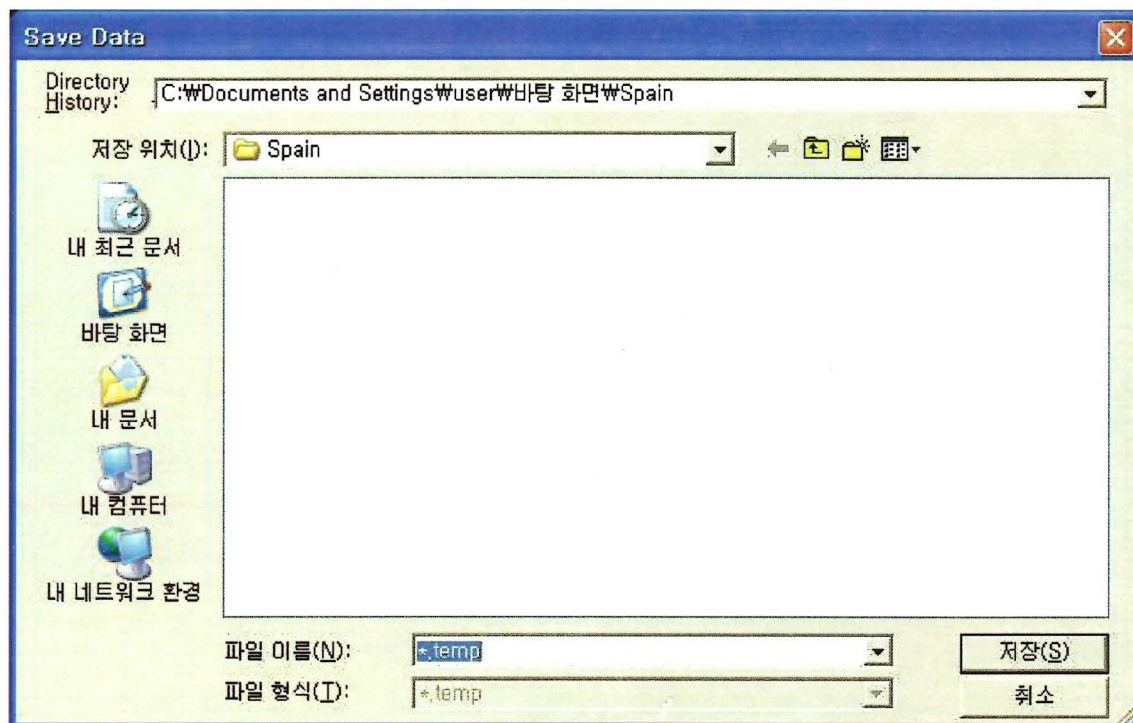 Save Data
Directory
History:
C:₩Documents and Settings₩user₩바탕 화면₩Spain
저장 위치(I):
Spain
내 최근 문서
바탕 화면
내 문서
내 컴퓨터
내 네트워크 환경
파일 이름(N):
*.temp
저장(S)
파일 형식(T):
*.temp
취소